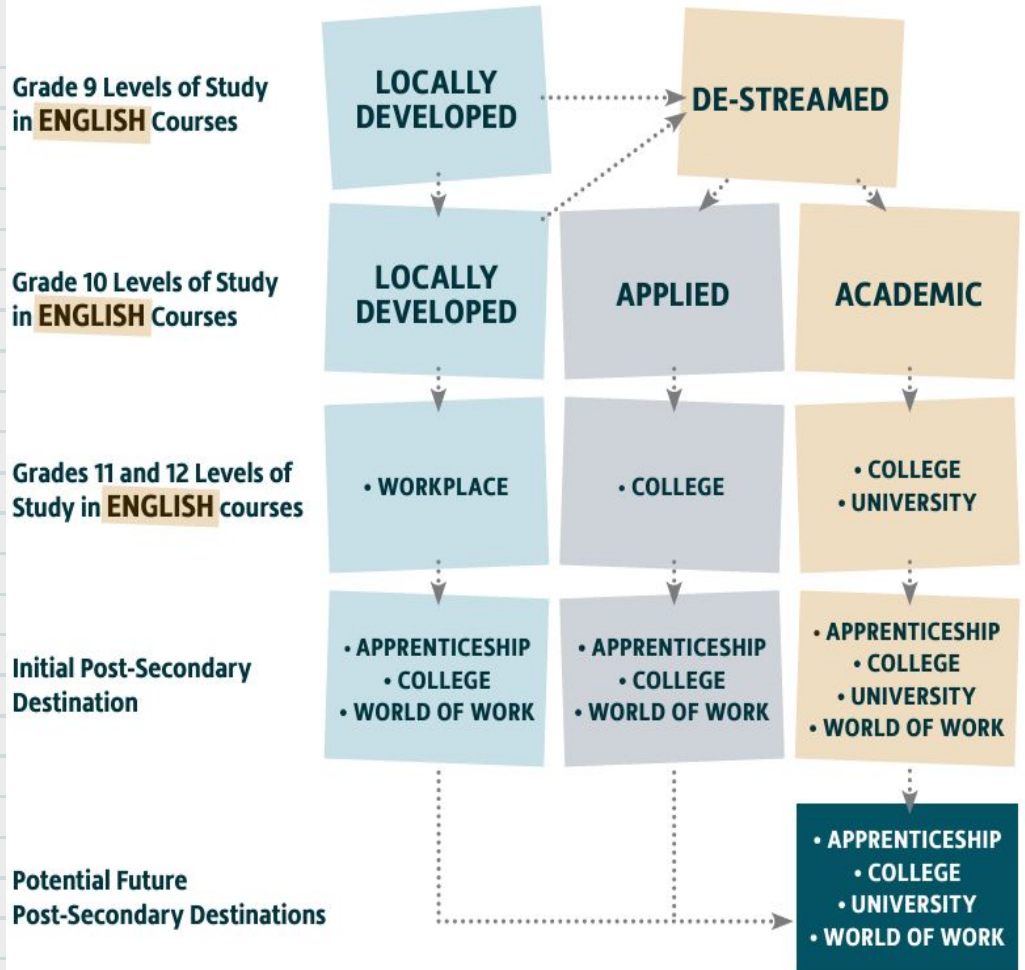 Grade 9 Levels of Study
in ENGLISH Courses
LOCALLY
DEVELOPED
DE-STREAMED
Grade 10 Levels of Study
in ENGLISH Courses
LOCALLY
DEVELOPED
APPLIED
ACADEMIC
Grades 11 and 12 Levels of
Study in ENGLISH courses
• WORKPLACE
• COLLEGE
• COLLEGE
• UNIVERSITY
Initial Post-Secondary
Destination
• APPRENTICESHIP
• COLLEGE
• WORLD OF WORK
• APPRENTICESHIP
• COLLEGE
• WORLD OF WORK
• APPRENTICESHIP
• COLLEGE
• UNIVERSITY
• WORLD OF WORK
Potential Future
Post-Secondary Destinations
• APPRENTICESHIP
• COLLEGE
• UNIVERSITY
• WORLD OF WORK